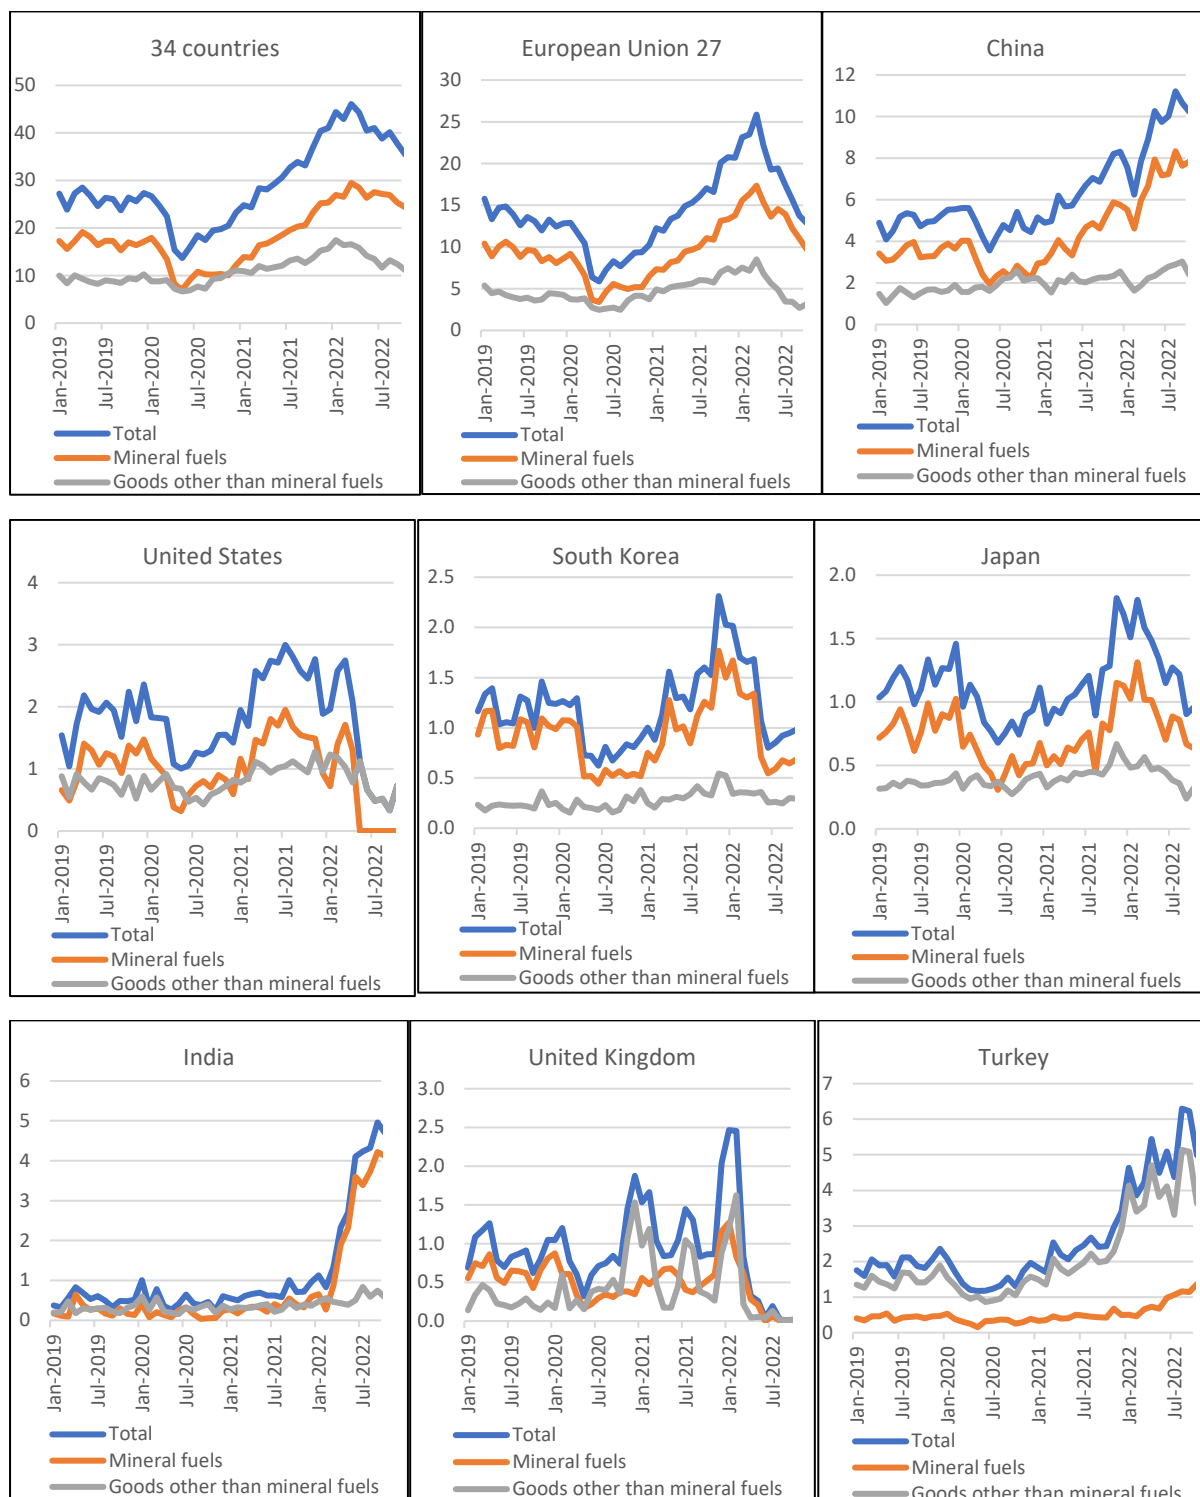 34 countries
50
40
30
20
10
0
Jan-2019
Jul-2019
Jan-2020
Jul-2020
Jan-2021
Jul-2021
Jan-2022
Jul-2022
Total
Mineral fuels
Goods other than mineral fuels
European Union 27
30
25
20
15
10
5
0
Jan-2019
Jul-2019
Jan-2020
Jul-2020
Jan-2021
Jul-2021
Jan-2022
Jul-2022
Total
Mineral fuels
Goods other than mineral fuels
China
12
10
8
6
4
2
0
Jan-2019
Jul-2019
Jan-2020
Jul-2020
Jan-2021
Jul-2021
Jan-2022
Jul-2022
Total
Mineral fuels
Goods other than mineral fuels
United States
4
3
2
1
0
Jan-2019
Jul-2019
Jan-2020
Jul-2020
Jan-2021
Jul-2021
Jan-2022
Jul-2022
Total
Mineral fuels
Goods other than mineral fuels
South Korea
2.5
2.0
1.5
1.0
0.5
0.0
Jan-2019
Jul-2019
Jan-2020
Jul-2020
Jan-2021
Jul-2021
Jan-2022
Jul-2022
Total
Mineral fuels
Goods other than mineral fuels
Japan
2.0
1.5
1.0
0.5
0.0
Jan-2019
Jul-2019
Jan-2020
Jul-2020
Jan-2021
Jul-2021
Jan-2022
Jul-2022
Total
Mineral fuels
Goods other than mineral fuels
India
6
5
4
3
2
1
0
Jan-2019
Jul-2019
Jan-2020
Jul-2020
Jan-2021
Jul-2021
Jan-2022
Jul-2022
Total
Mineral fuels
Goods other than mineral fuels
United Kingdom
3.0
2.5
2.0
1.5
1.0
0.5
0.0
Jan-2019
Jul-2019
Jan-2020
Jul-2020
Jan-2021
Jul-2021
Jan-2022
Jul-2022
Total
Mineral fuels
Goods other than mineral fuels
Turkey
7
6
5
4
3
2
1
0
Jan-2019
Jul-2019
Jan-2020
Jul-2020
Jan-2021
Jul-2021
Jan-2022
Jul-2022
Total
Mineral fuels
Goods other than mineral fuels